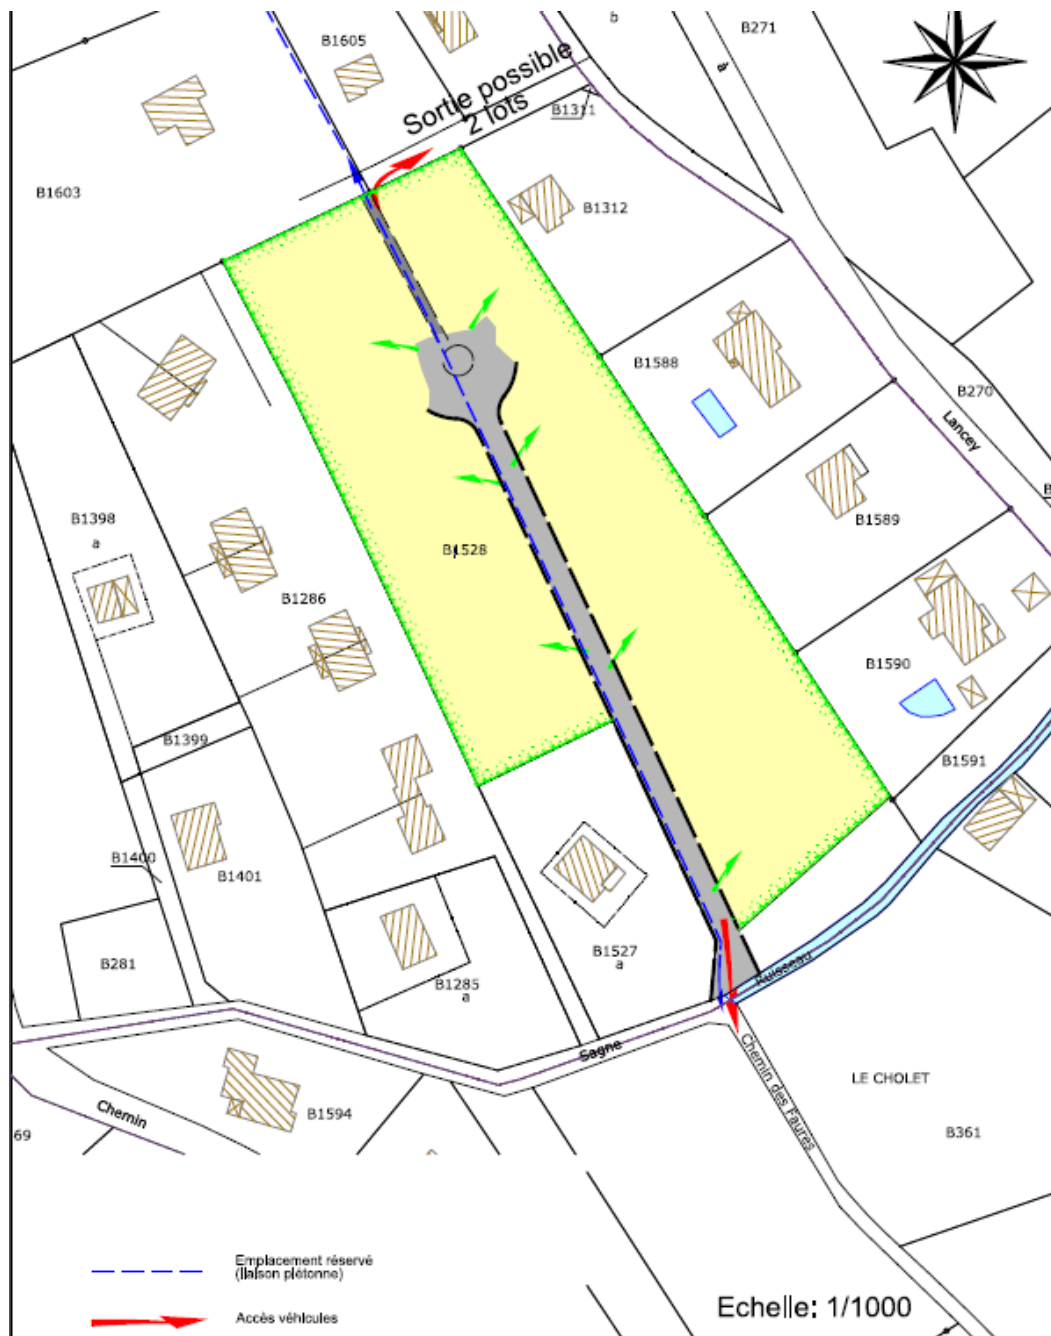 b
B271
B1605
à
Sortie possible
2 lots
B1311
B1603
B1312
B1588
B270
Lancey
B1398
a
B1589
B1528
B1286
B1590
B1399
B1591
B1400
B1401
B1527
a
B281
B1285
a
Ruisseau
Sagne
Chemin des Faures
LE CHOLET
Chemin
B1594
69
B361
Emplacement réservé
(liaison piétonne)
Accès véhicules
Echelle: 1/1000